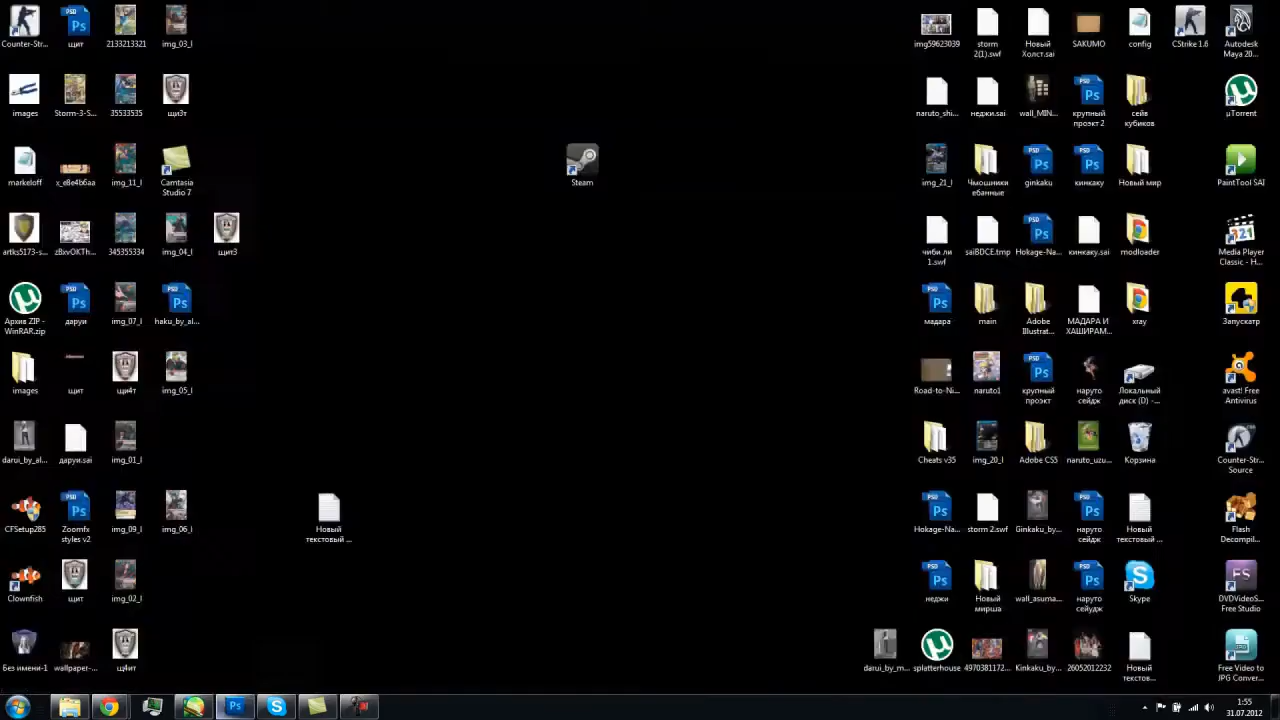 Counter-Str...
щит
2133213321
img_03_l
images
Storm-3-S...
35533535
щи3т
markeloff
x_e8e4b6aa
img_11_l
Camtasia
Studio 7
artks5173-s...
zBxvOKTh...
345355334
img_04_l
щит3
Архив ZIP -
WinRAR.zip
даруи
img_07_l
haku_by_al...
images
щит
щи4т
img_05_l
darui_by_al...
даруи.sai
img_01_l
CFSetup285
Zoomfx
styles v2
img_09_l
img_06_l
Новый
текстовый ...
Clownfish
щит
img_02_l
Без имени-1
wallpaper-...
щ4ит
Steam
img59623039
storm
2(1).swf
Новый
Холст.sai
SAKUMO
config
CStrike 1.6
Autodesk
Maya 20...
naruto_shi...
неджи.sai
wall_MIN...
крупный
проэкт 2
сейв
кубиков
µTorrent
img_21_l
Чмошники
ебанные
ginkaku
кинкаку
Новый мир
PaintTool SAI
чиби ли
1.swf
saiBDCE.tmp
Hokage-Na...
кинкаку.sai
modloader
Media Player
Classic - H...
мадара
main
Adobe
Illustrat...
МАДАРА И
ХАШИРАМ...
xray
Запускатр
Road-to-Ni...
naruto1
крупный
проэкт
наруто
сейдж
Локальный
диск (D) -...
avast! Free
Antivirus
Cheats v35
img_20_l
Adobe CS5
naruto_uzu...
Корзина
Counter-Str...
Source
Hokage-Na...
storm 2.swf
Ginkaku_by...
наруто
сейдж
Новый
текстовый ...
Flash
Decompil...
неджи
Новый
мирша
wall_asuma...
наруто
сеудж
Skype
DVDVideoS...
Free Studio
darui_by_m...
splatterhouse
4970381172...
Kinkaku_by...
26052012232
Новый
текстов...
Free Video to
JPG Conver...
1:55
31.07.2012